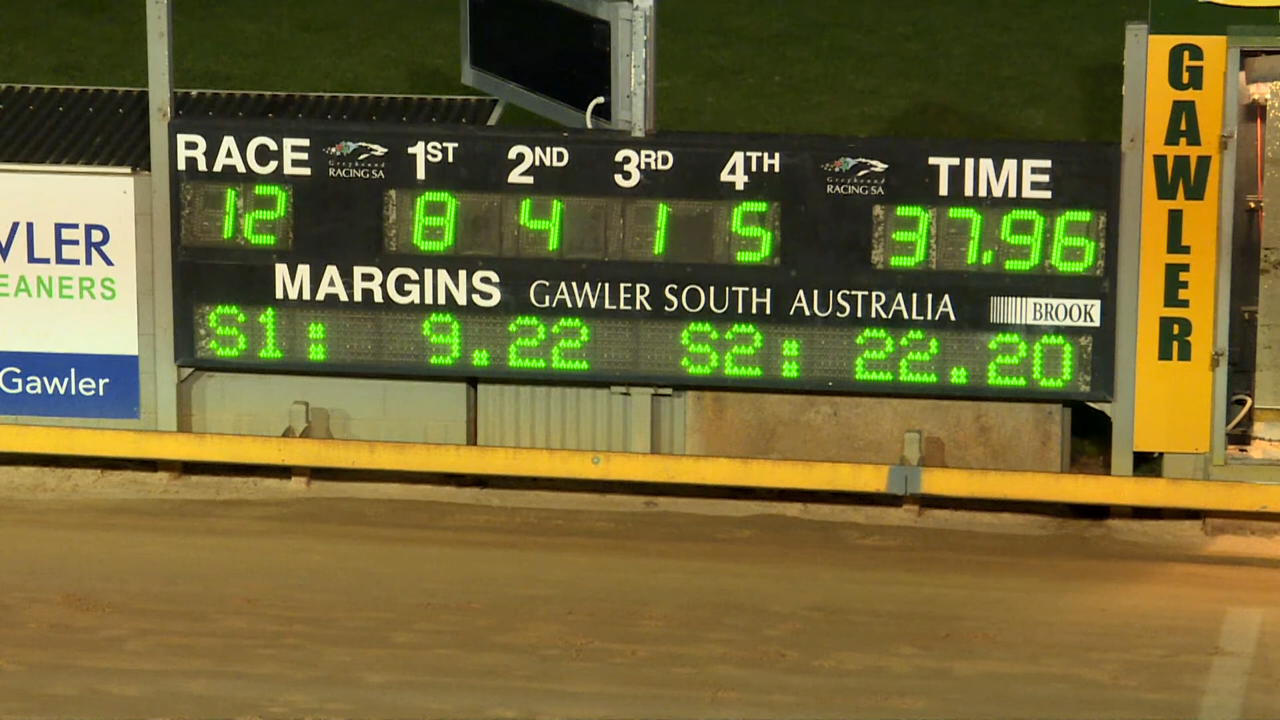 RACE
Greyhound
RACING SA
1ST 2ND 3RD 4TH
Greyhound
RACING SA
TIME
12 8 4 1 5 37.96
MARGINS GAWLER SOUTH AUSTRALIA BROOK
S1: 9.22 S2: 22.20
GAWLER
WLER
EANERS
Gawler